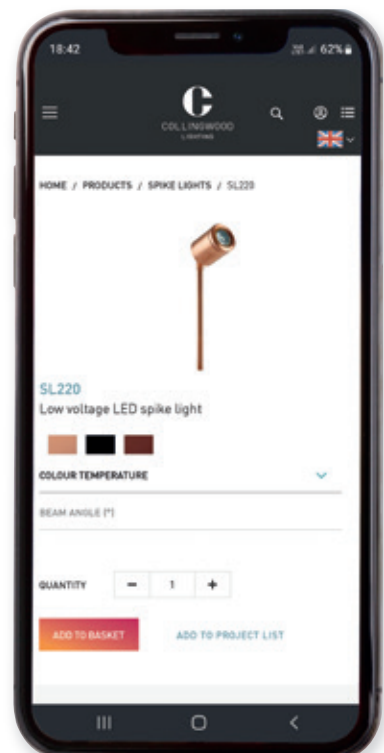 18:42
62%
C
COLLINGWOOD
LIGHTING
HOME / PRODUCTS / SPIKE LIGHTS / SL220
SL220
Low voltage LED spike light
COLOUR TEMPERATURE
BEAM ANGLE (°)
QUANTITY − 1 +
ADD TO BASKET ADD TO PROJECT LIST